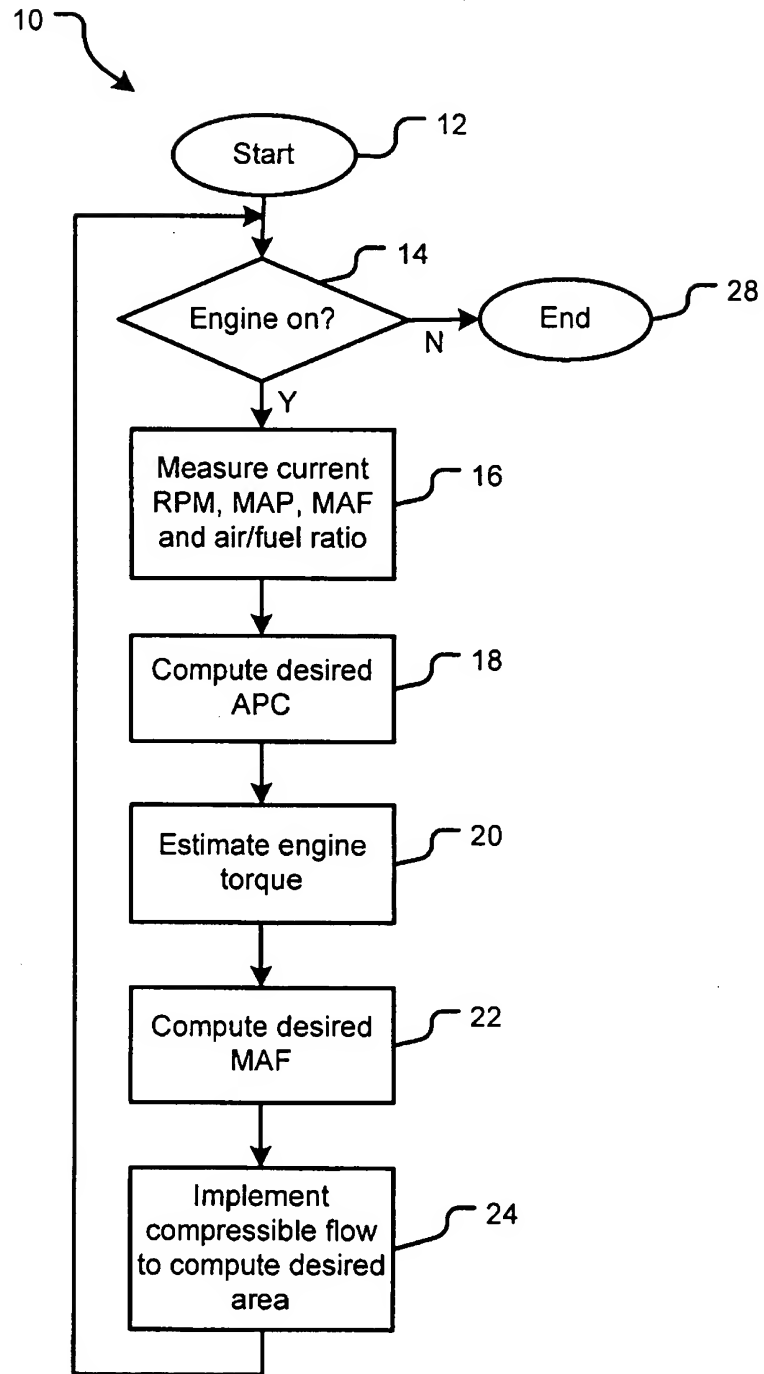 10
12
Start
14
Engine on?
N
End
28
Y
Measure current
RPM, MAP, MAF
and air/fuel ratio
16
Compute desired
APC
18
Estimate engine
torque
20
Compute desired
MAF
22
Implement
compressible flow
to compute desired
area
24